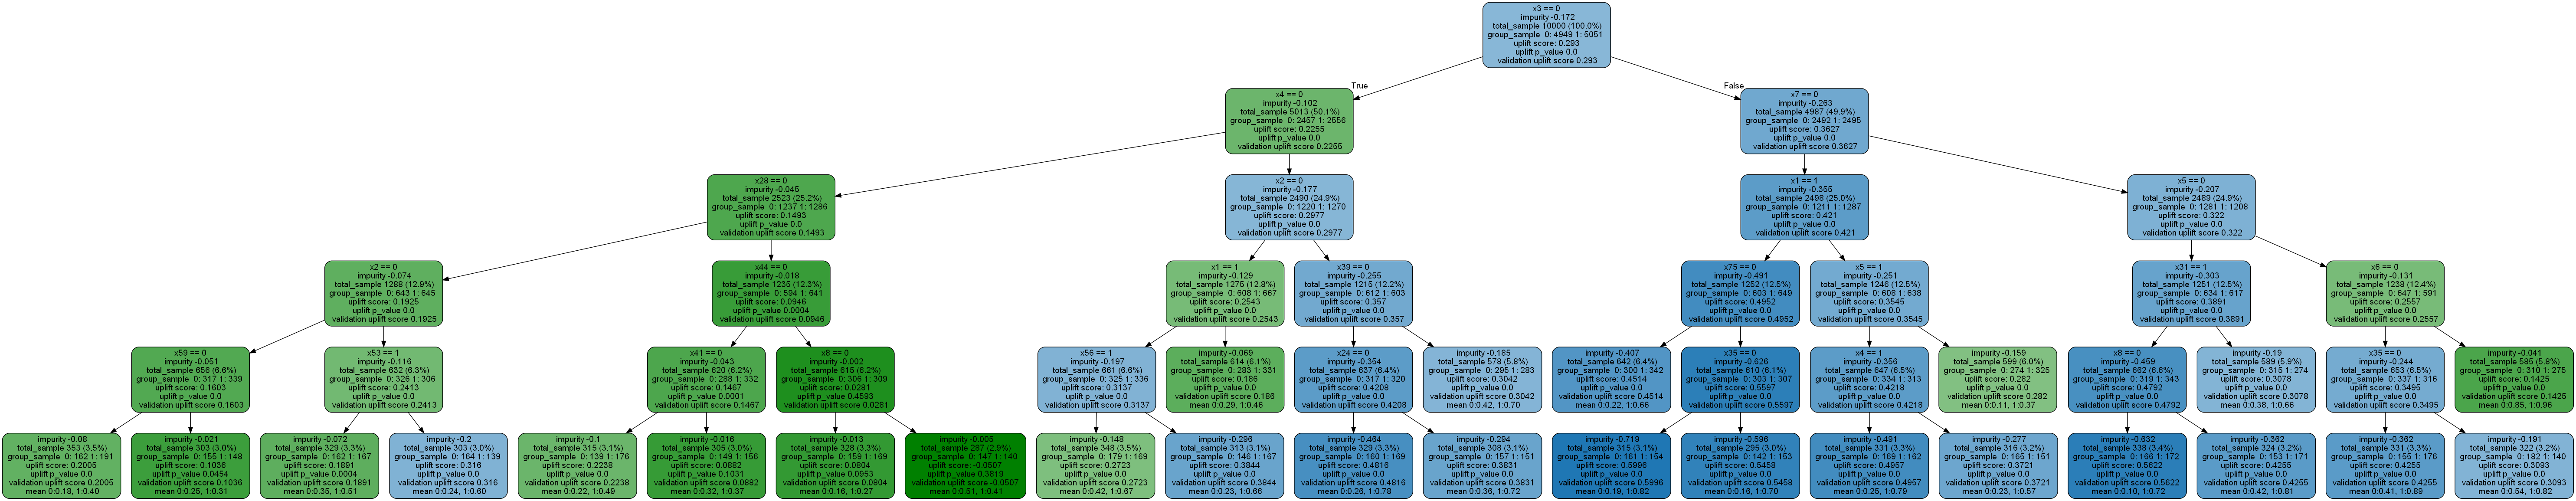 x3 == 0
impurity -0.172
total_sample 10000 (100.0%)
group_sample 0: 4949 1: 5051
uplift score: 0.293
uplift p_value 0.0
validation uplift score 0.293
True
False
x4 == 0
impurity -0.102
total_sample 5013 (50.1%)
group_sample 0: 2457 1: 2556
uplift score: 0.2255
uplift p_value 0.0
validation uplift score 0.2255
x7 == 0
impurity -0.263
total_sample 4987 (49.9%)
group_sample 0: 2492 1: 2495
uplift score: 0.3627
uplift p_value 0.0
validation uplift score 0.3627
x28 == 0
impurity -0.045
total_sample 2523 (25.2%)
group_sample 0: 1237 1: 1286
uplift score: 0.1493
uplift p_value 0.0
validation uplift score 0.1493
x2 == 0
impurity -0.177
total_sample 2490 (24.9%)
group_sample 0: 1220 1: 1270
uplift score: 0.2977
uplift p_value 0.0
validation uplift score 0.2977
x1 == 1
impurity -0.355
total_sample 2498 (25.0%)
group_sample 0: 1211 1: 1287
uplift score: 0.421
uplift p_value 0.0
validation uplift score 0.421
x5 == 0
impurity -0.207
total_sample 2489 (24.9%)
group_sample 0: 1281 1: 1208
uplift score: 0.322
uplift p_value 0.0
validation uplift score 0.322
x2 == 0
impurity -0.074
total_sample 1288 (12.9%)
group_sample 0: 643 1: 645
uplift score: 0.1925
uplift p_value 0.0
validation uplift score 0.1925
x44 == 0
impurity -0.018
total_sample 1235 (12.3%)
group_sample 0: 594 1: 641
uplift score: 0.0946
uplift p_value 0.0004
validation uplift score 0.0946
x1 == 1
impurity -0.129
total_sample 1275 (12.8%)
group_sample 0: 608 1: 667
uplift score: 0.2543
uplift p_value 0.0
validation uplift score 0.2543
x39 == 0
impurity -0.255
total_sample 1215 (12.2%)
group_sample 0: 612 1: 603
uplift score: 0.357
uplift p_value 0.0
validation uplift score 0.357
x75 == 0
impurity -0.491
total_sample 1252 (12.5%)
group_sample 0: 603 1: 649
uplift score: 0.4952
uplift p_value 0.0
validation uplift score 0.4952
x5 == 1
impurity -0.251
total_sample 1246 (12.5%)
group_sample 0: 608 1: 638
uplift score: 0.3545
uplift p_value 0.0
validation uplift score 0.3545
x31 == 1
impurity -0.303
total_sample 1251 (12.5%)
group_sample 0: 634 1: 617
uplift score: 0.3891
uplift p_value 0.0
validation uplift score 0.3891
x6 == 0
impurity -0.131
total_sample 1238 (12.4%)
group_sample 0: 647 1: 591
uplift score: 0.2557
uplift p_value 0.0
validation uplift score 0.2557
x59 == 0
impurity -0.051
total_sample 656 (6.6%)
group_sample 0: 317 1: 339
uplift score: 0.1603
uplift p_value 0.0
validation uplift score 0.1603
x53 == 1
impurity -0.116
total_sample 632 (6.3%)
group_sample 0: 326 1: 306
uplift score: 0.2413
uplift p_value 0.0
validation uplift score 0.2413
x41 == 0
impurity -0.043
total_sample 620 (6.2%)
group_sample 0: 288 1: 332
uplift score: 0.1467
uplift p_value 0.0001
validation uplift score 0.1467
x8 == 0
impurity -0.002
total_sample 615 (6.2%)
group_sample 0: 306 1: 309
uplift score: 0.0281
uplift p_value 0.4593
validation uplift score 0.0281
x56 == 1
impurity -0.197
total_sample 661 (6.6%)
group_sample 0: 325 1: 336
uplift score: 0.3137
uplift p_value 0.0
validation uplift score 0.3137
impurity -0.069
total_sample 614 (6.1%)
group_sample 0: 283 1: 331
uplift score: 0.186
uplift p_value 0.0
validation uplift score 0.186
mean 0:0.29, 1:0.46
x24 == 0
impurity -0.354
total_sample 637 (6.4%)
group_sample 0: 317 1: 320
uplift score: 0.4208
uplift p_value 0.0
validation uplift score 0.4208
impurity -0.185
total_sample 578 (5.8%)
group_sample 0: 295 1: 283
uplift score: 0.3042
uplift p_value 0.0
validation uplift score 0.3042
mean 0:0.42, 1:0.70
impurity -0.407
total_sample 642 (6.4%)
group_sample 0: 300 1: 342
uplift score: 0.4514
uplift p_value 0.0
validation uplift score 0.4514
mean 0:0.22, 1:0.66
x35 == 0
impurity -0.626
total_sample 610 (6.1%)
group_sample 0: 303 1: 307
uplift score: 0.5597
uplift p_value 0.0
validation uplift score 0.5597
x4 == 1
impurity -0.356
total_sample 647 (6.5%)
group_sample 0: 334 1: 313
uplift score: 0.4218
uplift p_value 0.0
validation uplift score 0.4218
impurity -0.159
total_sample 599 (6.0%)
group_sample 0: 274 1: 325
uplift score: 0.282
uplift p_value 0.0
validation uplift score 0.282
mean 0:0.11, 1:0.37
x8 == 0
impurity -0.459
total_sample 662 (6.6%)
group_sample 0: 319 1: 343
uplift score: 0.4792
uplift p_value 0.0
validation uplift score 0.4792
impurity -0.19
total_sample 589 (5.9%)
group_sample 0: 315 1: 274
uplift score: 0.3078
uplift p_value 0.0
validation uplift score 0.3078
mean 0:0.38, 1:0.66
x35 == 0
impurity -0.244
total_sample 653 (6.5%)
group_sample 0: 337 1: 316
uplift score: 0.3495
uplift p_value 0.0
validation uplift score 0.3495
impurity -0.041
total_sample 585 (5.8%)
group_sample 0: 310 1: 275
uplift score: 0.1425
uplift p_value 0.0
validation uplift score 0.1425
mean 0:0.85, 1:0.96
impurity -0.08
total_sample 353 (3.5%)
group_sample 0: 162 1: 191
uplift score: 0.2005
uplift p_value 0.0
validation uplift score 0.2005
mean 0:0.18, 1:0.40
impurity -0.021
total_sample 303 (3.0%)
group_sample 0: 155 1: 148
uplift score: 0.1036
uplift p_value 0.0454
validation uplift score 0.1036
mean 0:0.25, 1:0.31
impurity -0.072
total_sample 329 (3.3%)
group_sample 0: 162 1: 167
uplift score: 0.1891
uplift p_value 0.0004
validation uplift score 0.1891
mean 0:0.35, 1:0.51
impurity -0.2
total_sample 303 (3.0%)
group_sample 0: 164 1: 139
uplift score: 0.316
uplift p_value 0.0
validation uplift score 0.316
mean 0:0.24, 1:0.60
impurity -0.1
total_sample 315 (3.1%)
group_sample 0: 139 1: 176
uplift score: 0.2238
uplift p_value 0.0
validation uplift score 0.2238
mean 0:0.22, 1:0.49
impurity -0.016
total_sample 305 (3.0%)
group_sample 0: 149 1: 156
uplift score: 0.0882
uplift p_value 0.1031
validation uplift score 0.0882
mean 0:0.32, 1:0.37
impurity -0.013
total_sample 328 (3.3%)
group_sample 0: 159 1: 169
uplift score: 0.0804
uplift p_value 0.0953
validation uplift score 0.0804
mean 0:0.16, 1:0.27
impurity -0.005
total_sample 287 (2.9%)
group_sample 0: 147 1: 140
uplift score: -0.0507
uplift p_value 0.3819
validation uplift score -0.0507
mean 0:0.51, 1:0.41
impurity -0.148
total_sample 348 (3.5%)
group_sample 0: 179 1: 169
uplift score: 0.2723
uplift p_value 0.0
validation uplift score 0.2723
mean 0:0.42, 1:0.67
impurity -0.296
total_sample 313 (3.1%)
group_sample 0: 146 1: 167
uplift score: 0.3844
uplift p_value 0.0
validation uplift score 0.3844
mean 0:0.23, 1:0.66
impurity -0.464
total_sample 329 (3.3%)
group_sample 0: 160 1: 169
uplift score: 0.4816
uplift p_value 0.0
validation uplift score 0.4816
mean 0:0.26, 1:0.78
impurity -0.294
total_sample 308 (3.1%)
group_sample 0: 157 1: 151
uplift score: 0.3831
uplift p_value 0.0
validation uplift score 0.3831
mean 0:0.36, 1:0.72
impurity -0.719
total_sample 315 (3.1%)
group_sample 0: 161 1: 154
uplift score: 0.5996
uplift p_value 0.0
validation uplift score 0.5996
mean 0:0.19, 1:0.82
impurity -0.596
total_sample 295 (3.0%)
group_sample 0: 142 1: 153
uplift score: 0.5458
uplift p_value 0.0
validation uplift score 0.5458
mean 0:0.16, 1:0.70
impurity -0.491
total_sample 331 (3.3%)
group_sample 0: 169 1: 162
uplift score: 0.4957
uplift p_value 0.0
validation uplift score 0.4957
mean 0:0.25, 1:0.79
impurity -0.277
total_sample 316 (3.2%)
group_sample 0: 165 1: 151
uplift score: 0.3721
uplift p_value 0.0
validation uplift score 0.3721
mean 0:0.23, 1:0.57
impurity -0.632
total_sample 338 (3.4%)
group_sample 0: 166 1: 172
uplift score: 0.5622
uplift p_value 0.0
validation uplift score 0.5622
mean 0:0.10, 1:0.72
impurity -0.362
total_sample 324 (3.2%)
group_sample 0: 153 1: 171
uplift score: 0.4255
uplift p_value 0.0
validation uplift score 0.4255
mean 0:0.42, 1:0.81
impurity -0.362
total_sample 331 (3.3%)
group_sample 0: 155 1: 176
uplift score: 0.4255
uplift p_value 0.0
validation uplift score 0.4255
mean 0:0.41, 1:0.89
impurity -0.191
total_sample 322 (3.2%)
group_sample 0: 182 1: 140
uplift score: 0.3093
uplift p_value 0.0
validation uplift score 0.3093
mean 0:0.54, 1:0.82